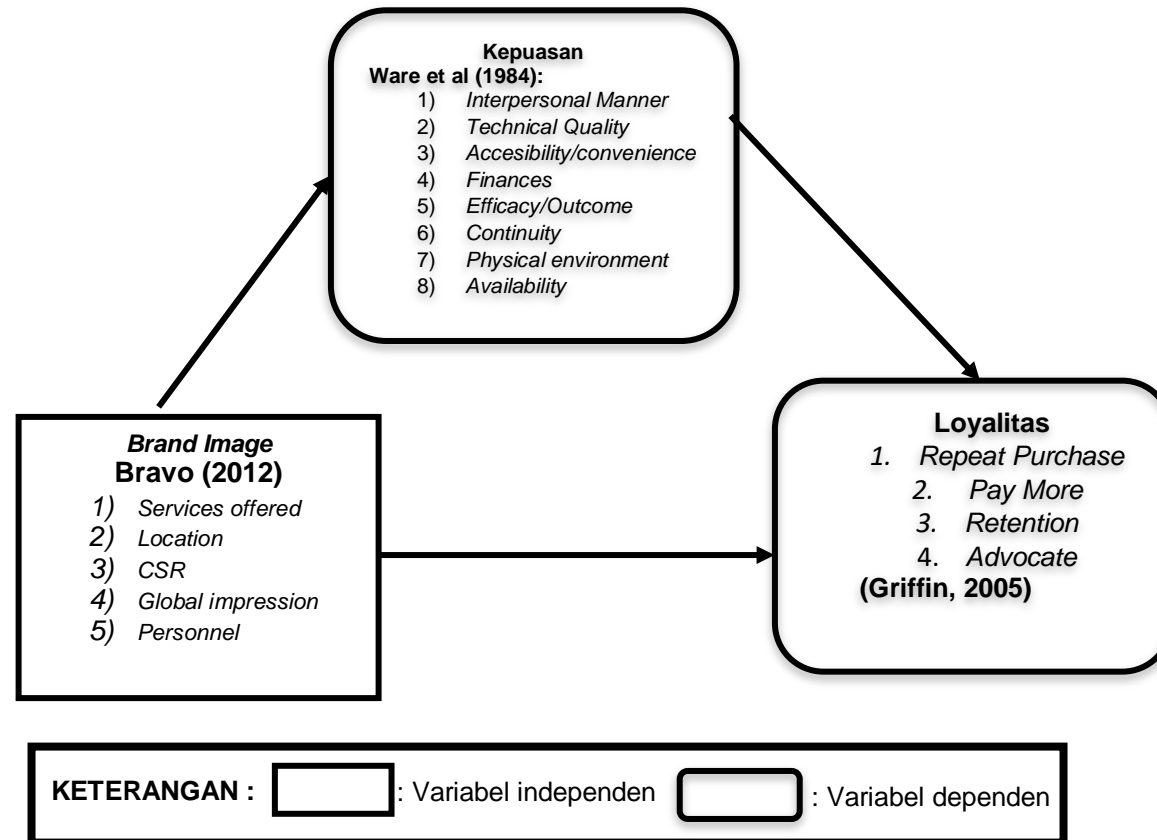 Kepuasan
Ware et al (1984):
1) Interpersonal Manner
2) Technical Quality
3) Accesibility/convenience
4) Finances
5) Efficacy/Outcome
6) Continuity
7) Physical environment
8) Availability
Brand Image
Bravo (2012)
1) Services offered
2) Location
3) CSR
4) Global impression
5) Personnel
Loyalitas
1. Repeat Purchase
2. Pay More
3. Retention
4. Advocate
(Griffin, 2005)
KETERANGAN : : Variabel independen : Variabel dependen